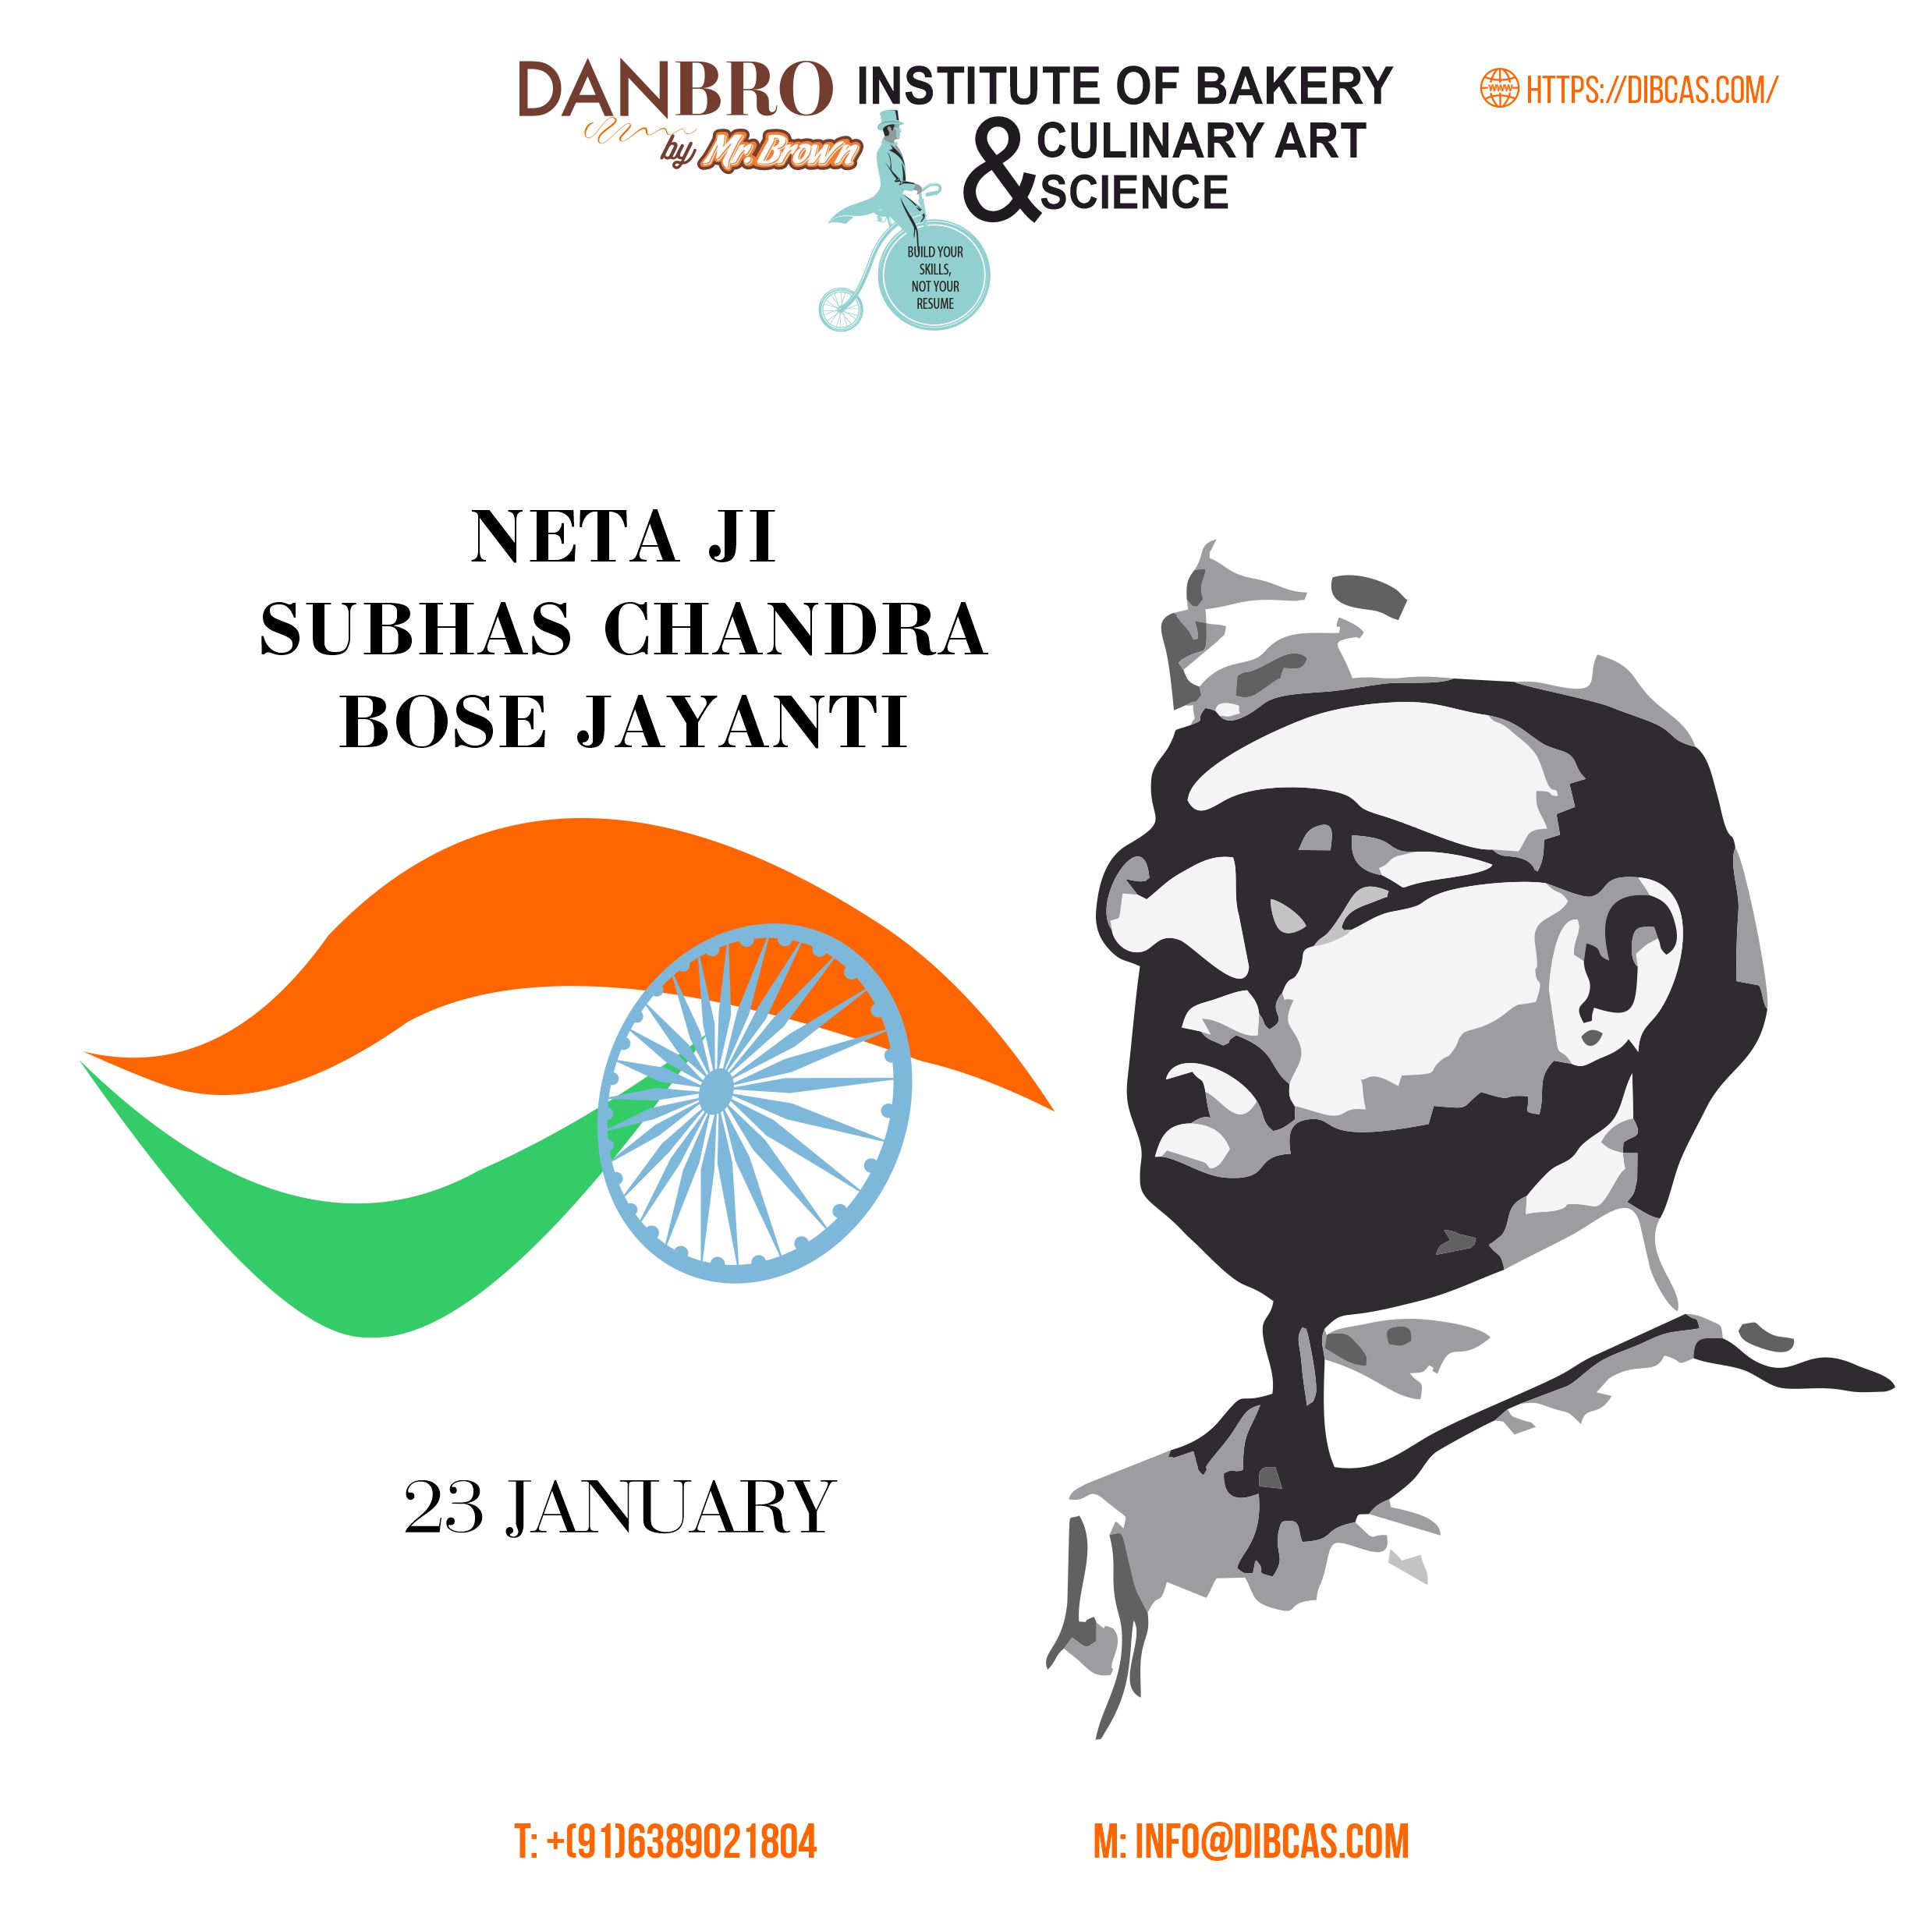 DANBRO
by Mr. Brown
INSTITUTE OF BAKERY
& CULINARY ART
SCIENCE
BUILD YOUR
SKILLS,
NOT YOUR
RESUME
WWW
HTTPS://DIBCAS.COM/
NETA JI
SUBHAS CHANDRA
BOSE JAYANTI
23 JANUARY
T: +(91)6389021804
M: INFO@DIBCAS.COM